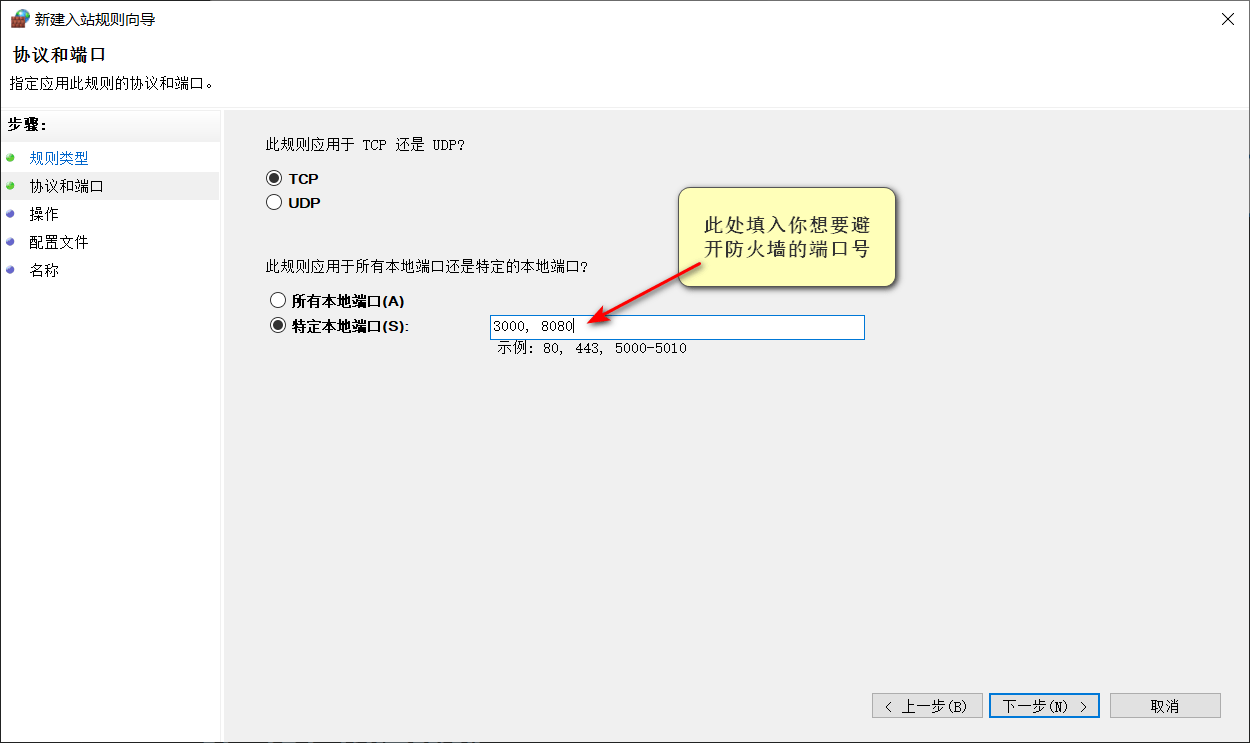 新建入站规则向导
协议和端口
指定应用此规则的协议和端口。
步骤:
规则类型
协议和端口
操作
配置文件
名称
此规则应用于 TCP 还是 UDP?
TCP
UDP
此处填入你想要避
开防火墙的端口号
此规则应用于所有本地端口还是特定的本地端口?
所有本地端口(A)
特定本地端口(S):
3000, 8080
示例: 80, 443, 5000-5010
< 上一步(B)
下一步(N) >
取消